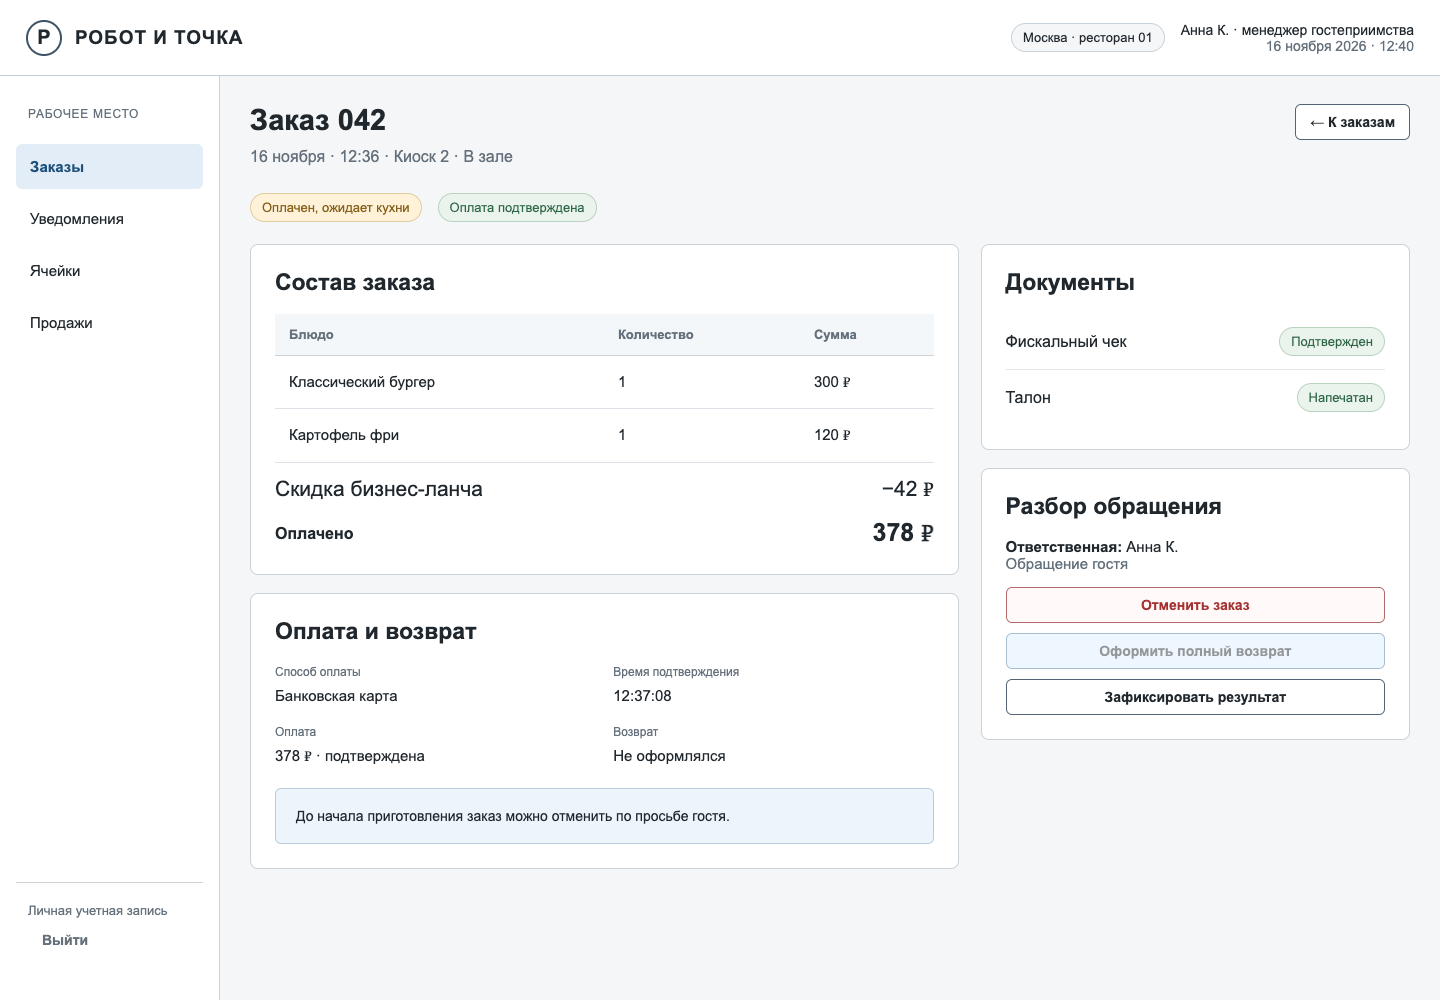 Р РОБОТ И ТОЧКА
Москва · ресторан 01
Анна К. · менеджер гостеприимства
16 ноября 2026 · 12:40
РАБОЧЕЕ МЕСТО
Заказы
Уведомления
Ячейки
Продажи
Личная учетная запись
Выйти
Заказ 042
16 ноября · 12:36 · Киоск 2 · В зале
← К заказам
Оплачен, ожидает кухни
Оплата подтверждена
Состав заказа
Блюдо Количество Сумма
Классический бургер 1 300 ₽
Картофель фри 1 120 ₽
Скидка бизнес-ланча −42 ₽
Оплачено 378 ₽
Оплата и возврат
Способ оплаты Время подтверждения
Банковская карта 12:37:08
Оплата Возврат
378 ₽ · подтверждена Не оформлялся
До начала приготовления заказ можно отменить по просьбе гостя.
Документы
Фискальный чек Подтвержден
Талон Напечатан
Разбор обращения
Ответственная: Анна К.
Обращение гостя
Отменить заказ
Оформить полный возврат
Зафиксировать результат